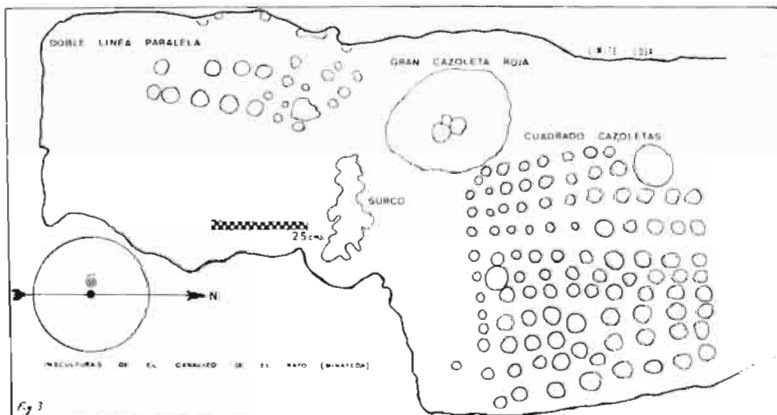 DOBLE LINEA PARALELA
GRAN CAZOLETA ROJA
LIMITE LOSA
CUADRADO CAZOLETAS
SURCO
25 cms.
N
INSCULTURAS DE EL CANALIZO DE EL RAYO (MINATEDA)
Fig 3